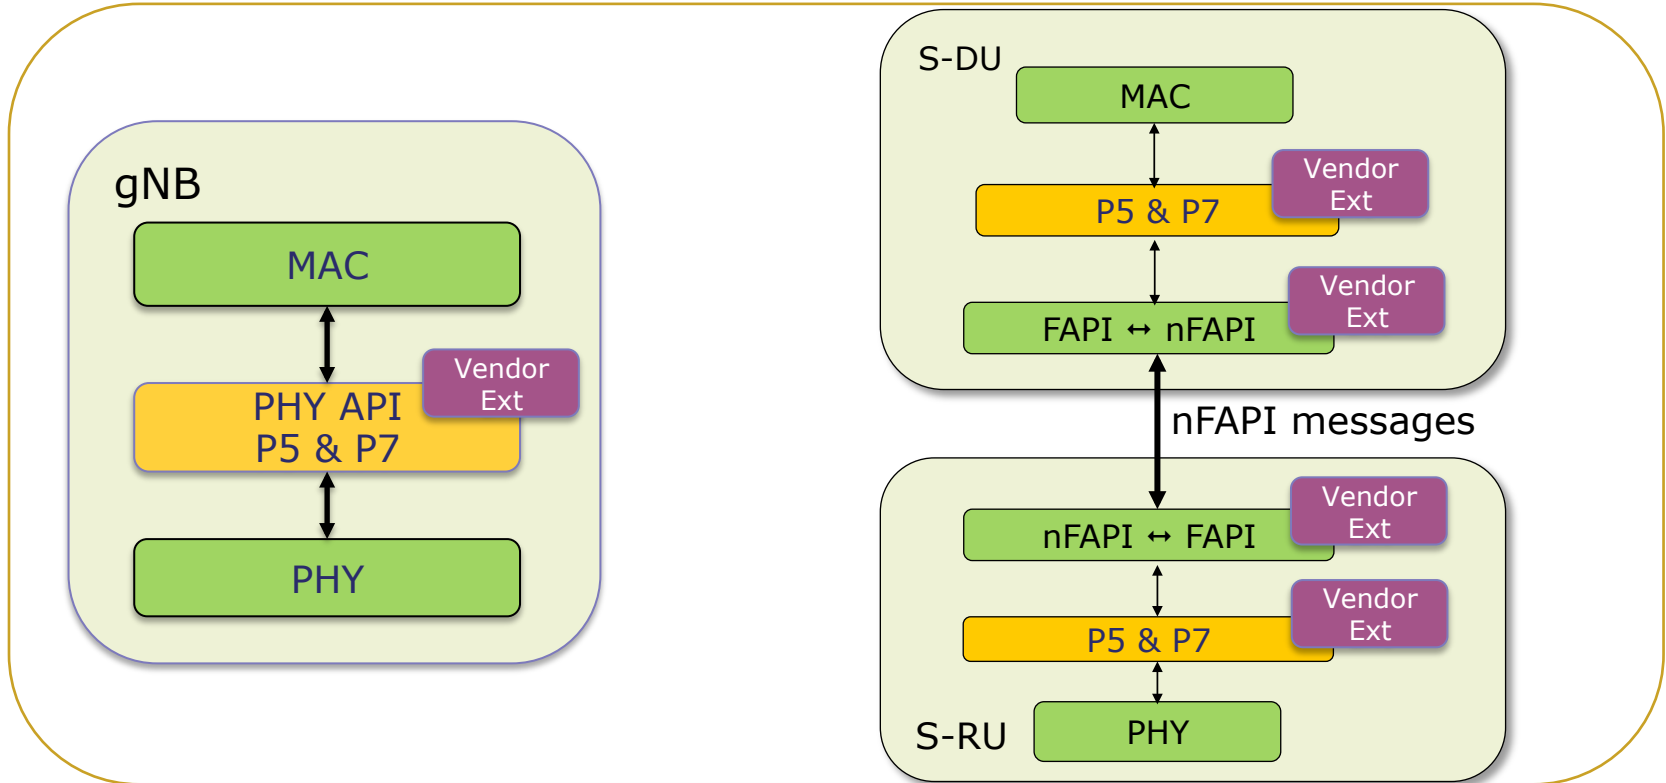 gNB
MAC
Vendor
Ext
PHY API
P5 & P7
PHY
S-DU
MAC
Vendor
Ext
P5 & P7
Vendor
Ext
FAPI ↔ nFAPI
nFAPI messages
Vendor
Ext
nFAPI ↔ FAPI
Vendor
Ext
P5 & P7
S-RU
PHY